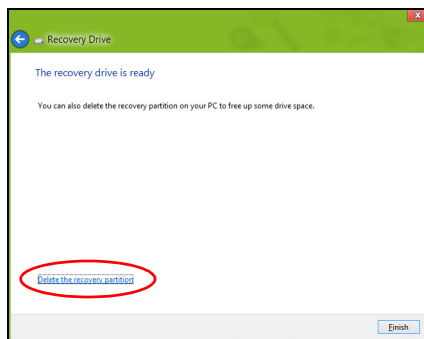 x
Recovery Drive
The recovery drive is ready
You can also delete the recovery partition on your PC to free up some drive space.
Delete the recovery partition
Finish